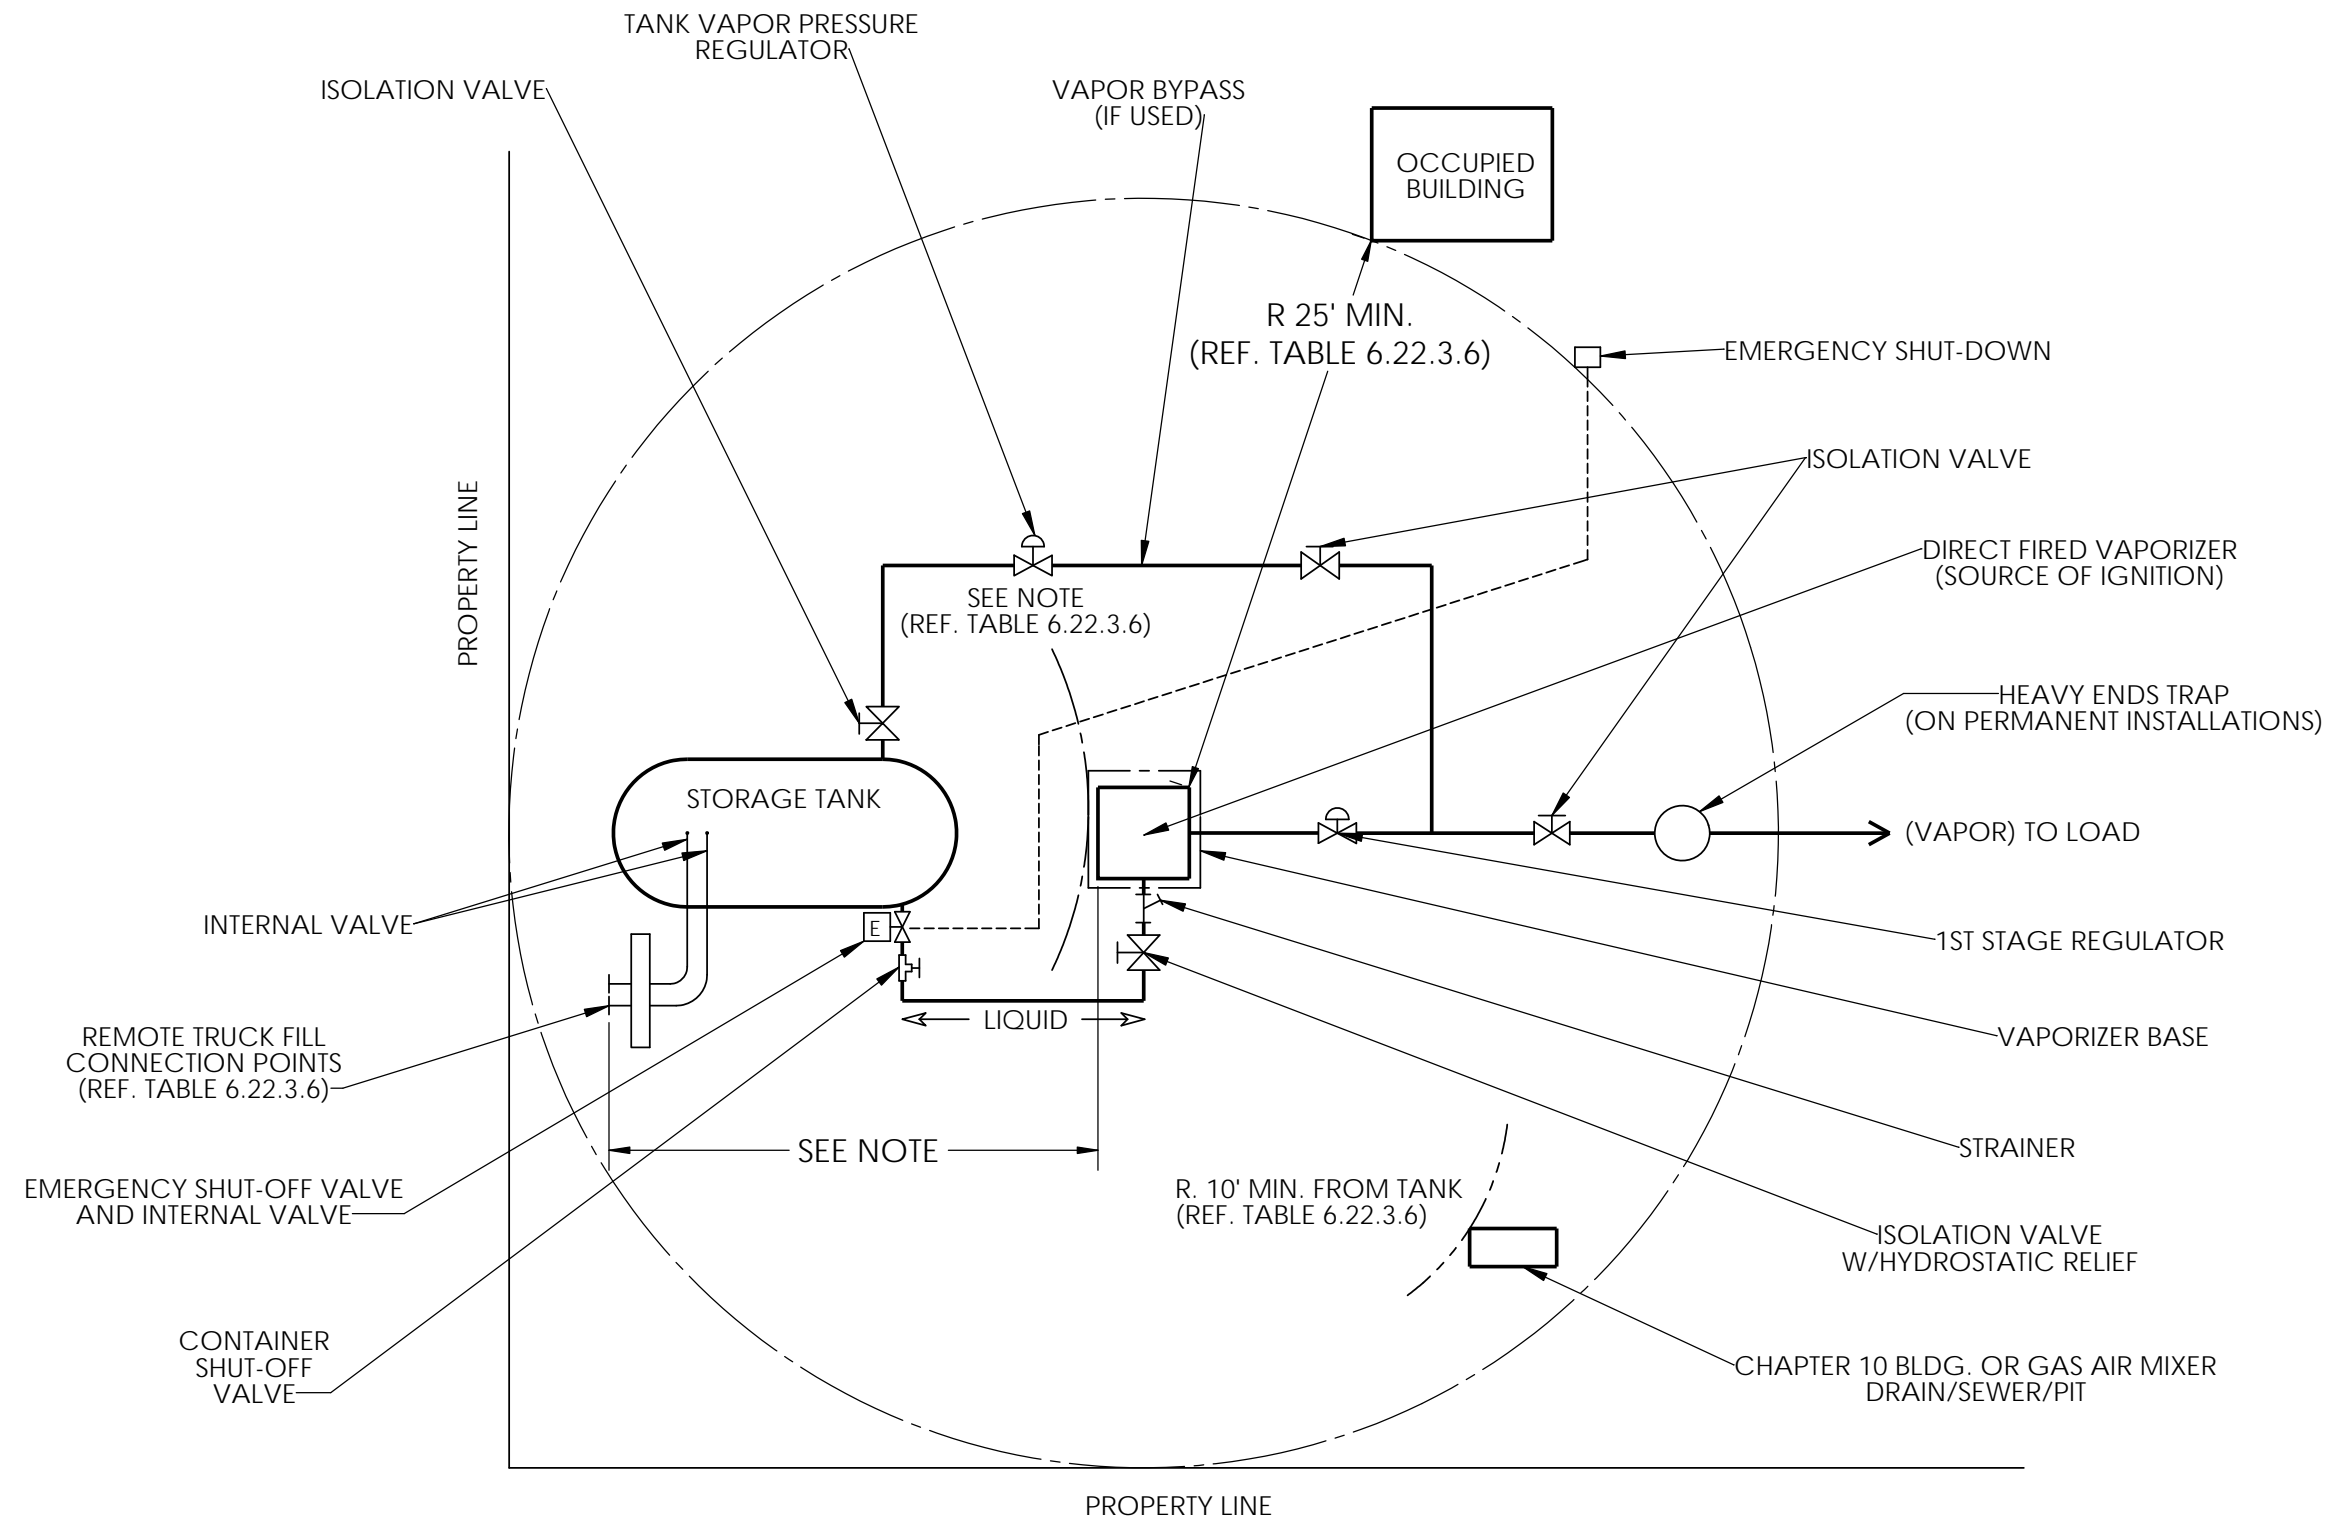 TANK VAPOR PRESSURE
REGULATOR
ISOLATION VALVE
VAPOR BYPASS
(IF USED)
OCCUPIED
BUILDING
R 25' MIN.
(REF. TABLE 6.22.3.6)
EMERGENCY SHUT-DOWN
ISOLATION VALVE
PROPERTY LINE
DIRECT FIRED VAPORIZER
(SOURCE OF IGNITION)
SEE NOTE
(REF. TABLE 6.22.3.6)
HEAVY ENDS TRAP
(ON PERMANENT INSTALLATIONS)
STORAGE TANK
(VAPOR) TO LOAD
INTERNAL VALVE
E
1ST STAGE REGULATOR
LIQUID
REMOTE TRUCK FILL
CONNECTION POINTS
(REF. TABLE 6.22.3.6)
VAPORIZER BASE
SEE NOTE
STRAINER
EMERGENCY SHUT-OFF VALVE
AND INTERNAL VALVE
R. 10' MIN. FROM TANK
(REF. TABLE 6.22.3.6)
ISOLATION VALVE
W/HYDROSTATIC RELIEF
CONTAINER
SHUT-OFF
VALVE
CHAPTER 10 BLDG. OR GAS AIR MIXER
DRAIN/SEWER/PIT
PROPERTY LINE